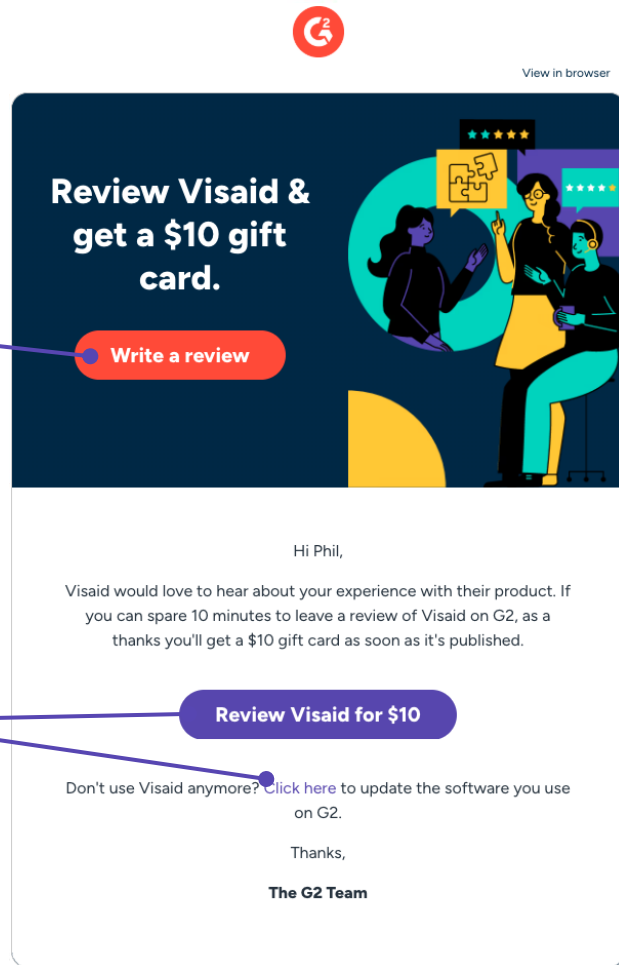 G2
View in browser
Review Visaid &
get a $10 gift
card.
Write a review
Hi Phil,
Visaid would love to hear about your experience with their product. If
you can spare 10 minutes to leave a review of Visaid on G2, as a
thanks you'll get a $10 gift card as soon as it's published.
Review Visaid for $10
Don't use Visaid anymore? Click here to update the software you use
on G2.
Thanks,
The G2 Team